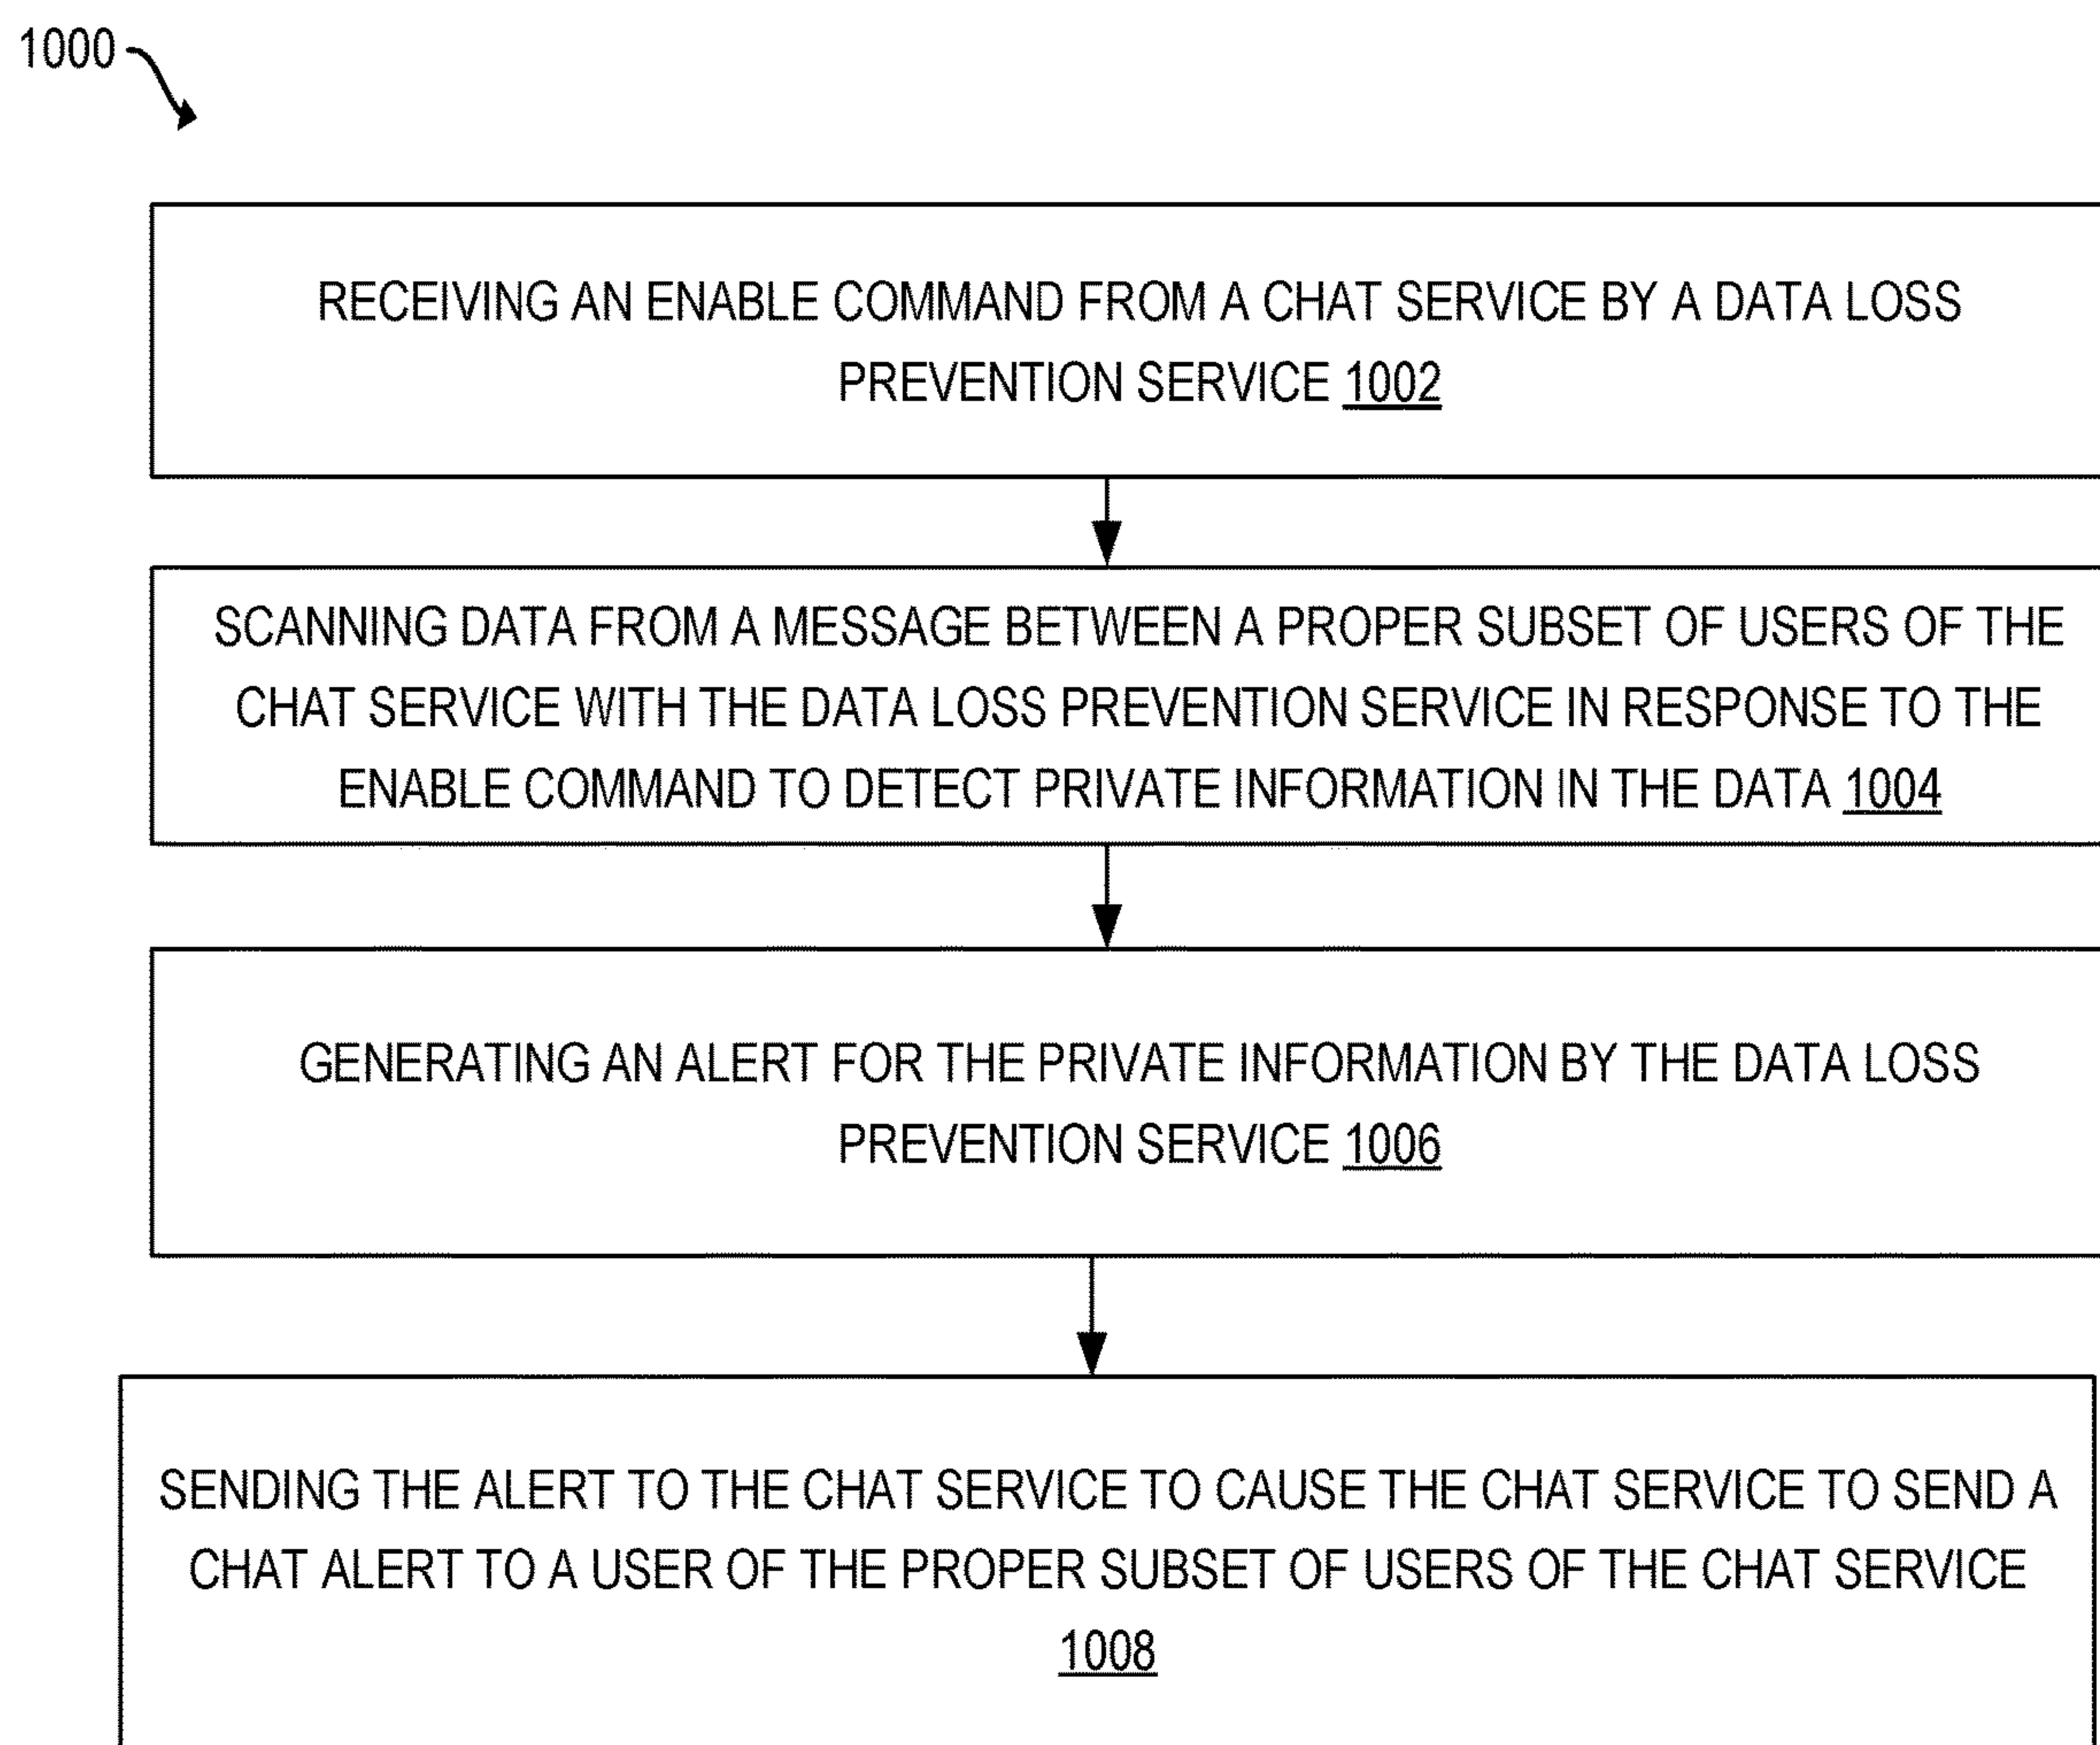 1000
RECEIVING AN ENABLE COMMAND FROM A CHAT SERVICE BY A DATA LOSS
PREVENTION SERVICE 1002
SCANNING DATA FROM A MESSAGE BETWEEN A PROPER SUBSET OF USERS OF THE
CHAT SERVICE WITH THE DATA LOSS PREVENTION SERVICE IN RESPONSE TO THE
ENABLE COMMAND TO DETECT PRIVATE INFORMATION IN THE DATA 1004
GENERATING AN ALERT FOR THE PRIVATE INFORMATION BY THE DATA LOSS
PREVENTION SERVICE 1006
SENDING THE ALERT TO THE CHAT SERVICE TO CAUSE THE CHAT SERVICE TO SEND A
CHAT ALERT TO A USER OF THE PROPER SUBSET OF USERS OF THE CHAT SERVICE
1008